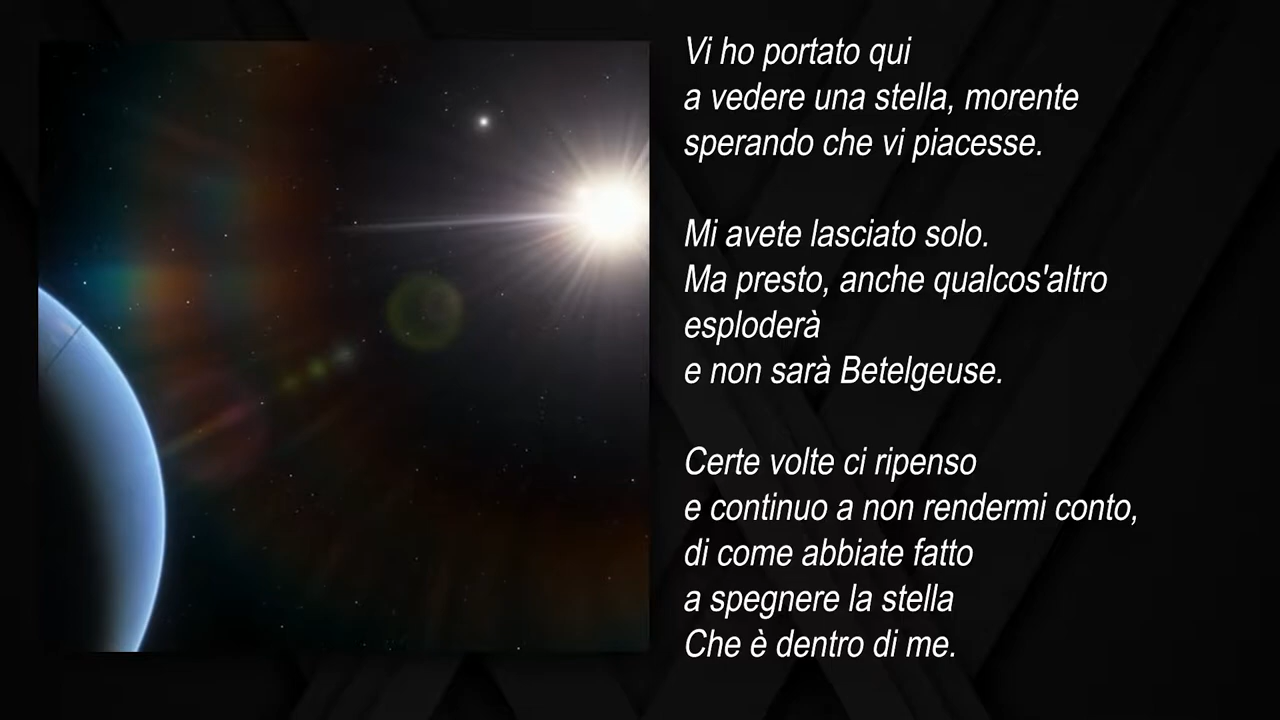 Vi ho portato qui
a vedere una stella, morente
sperando che vi piacesse.
Mi avete lasciato solo.
Ma presto, anche qualcos'altro
esploderà
e non sarà Betelgeuse.
Certe volte ci ripenso
e continuo a non rendermi conto,
di come abbiate fatto
a spegnere la stella
Che è dentro di me.